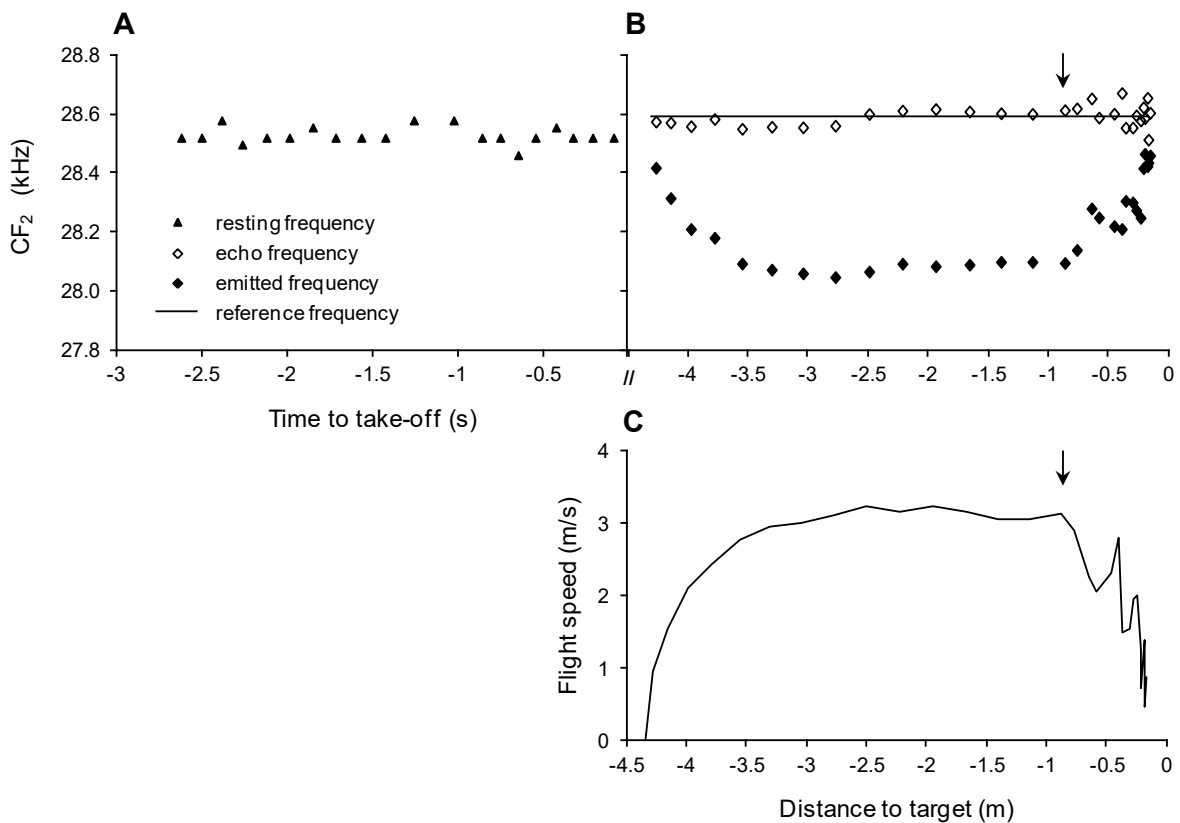 A
B
28.8
28.6
28.4
28.2
28.0
27.8
CF2 (kHz)
resting frequency
echo frequency
emitted frequency
reference frequency
-3 -2.5 -2 -1.5 -1 -0.5 // -4 -3.5 -3 -2.5 -2 -1.5 -1 -0.5 0
Time to take-off (s)
C
4
3
2
1
0
Flight speed (m/s)
-4.5 -4 -3.5 -3 -2.5 -2 -1.5 -1 -0.5 0
Distance to target (m)